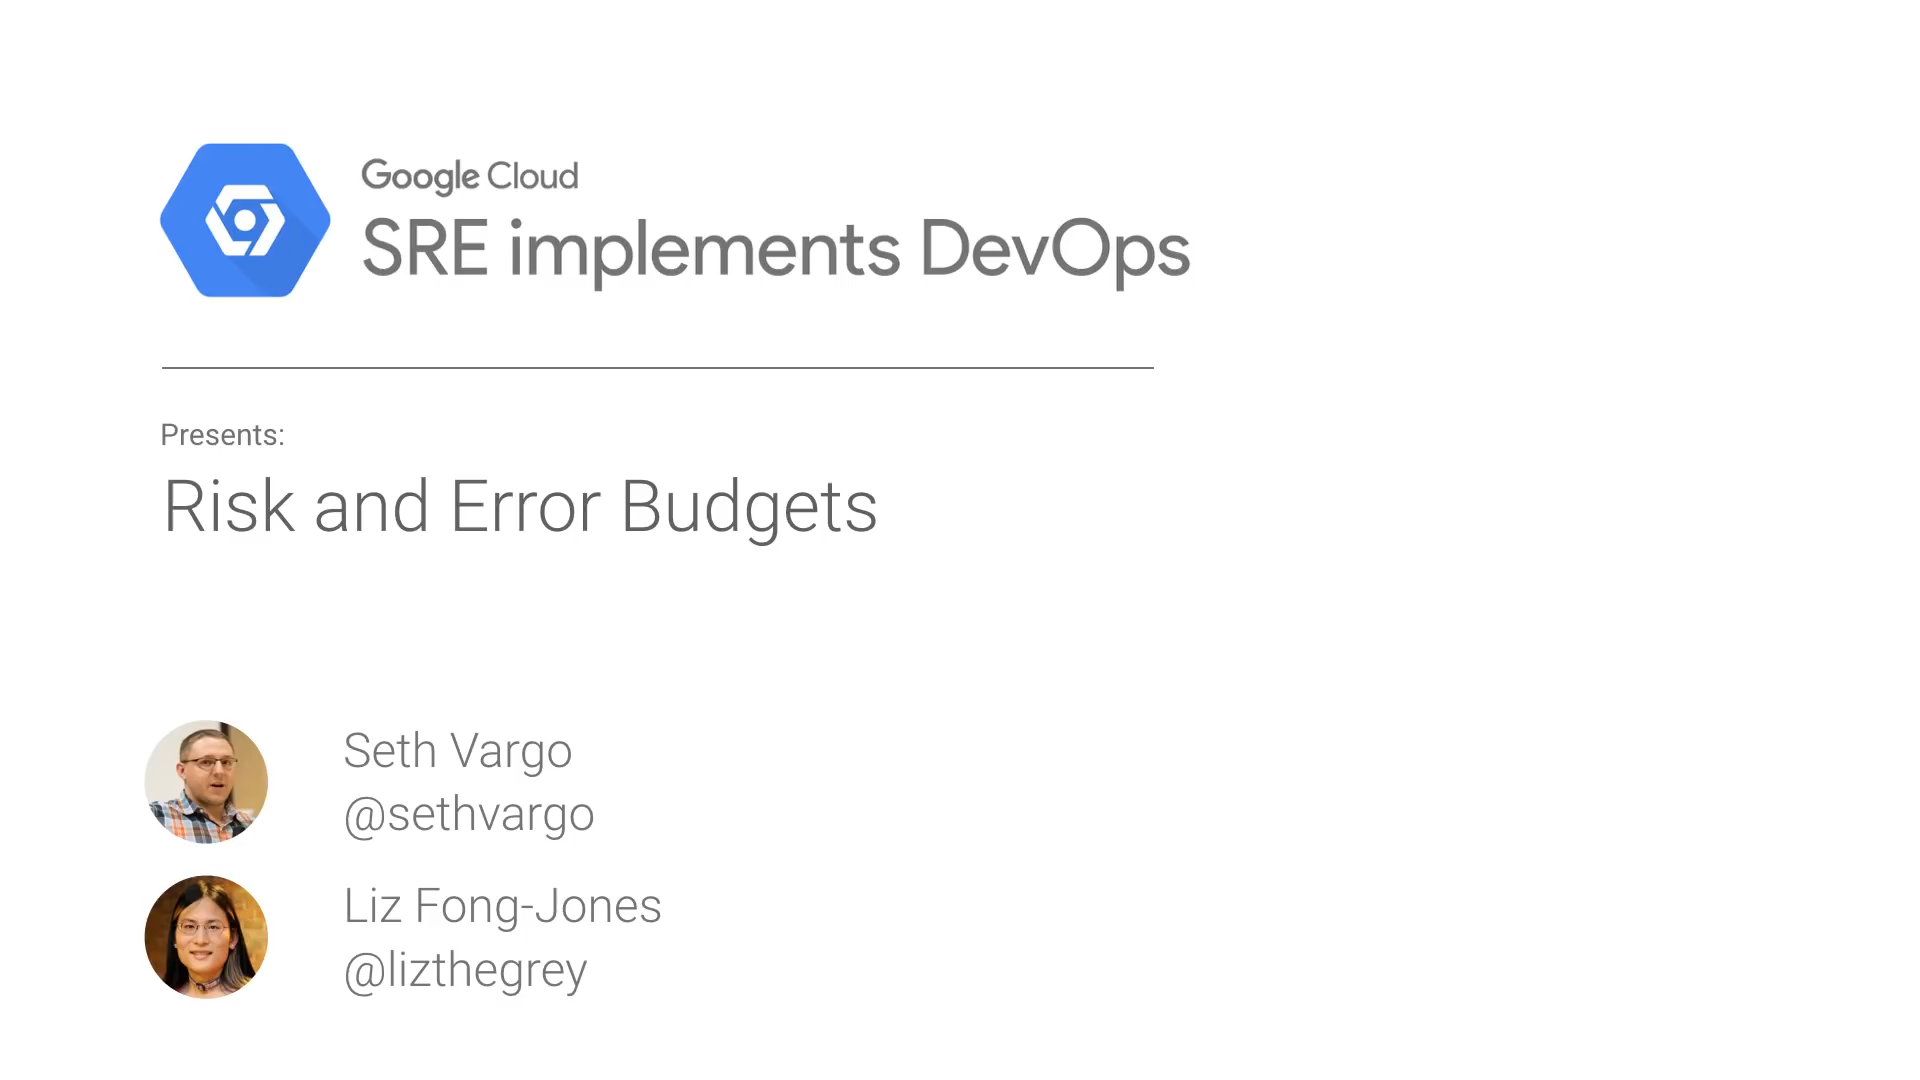 Google Cloud
SRE implements DevOps
Presents:
Risk and Error Budgets
Seth Vargo
@sethvargo
Liz Fong-Jones
@lizthegrey